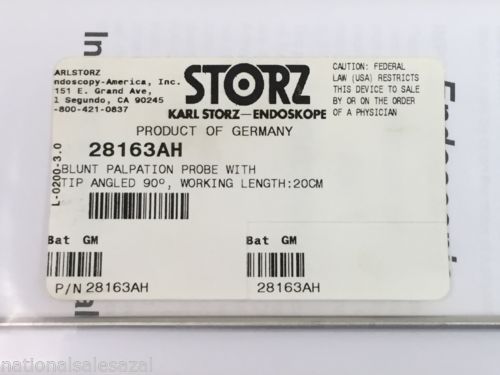 In
ARLSTORZ
ndoscopy-America, Inc.
151 E. Grand Ave,
l Segundo, CA 90245
-800-421-0837
STORZ
KARL STORZ—ENDOSKOPE
CAUTION: FEDERAL
LAW (USA) RESTRICTS
THIS DEVICE TO SALE
BY OR ON THE ORDER
OF A PHYSICIAN
PRODUCT OF GERMANY
28163AH
BLUNT PALPATION PROBE WITH
TIP ANGLED 90º, WORKING LENGTH:20CM
L-0200-3.0
Bat GM
P/N 28163AH
Bat GM
28163AH
nationalsalesazal